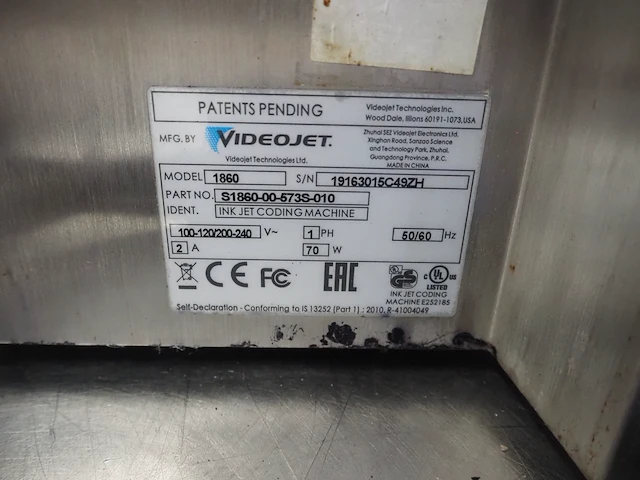 PATENTS PENDING
Videojet Technologies Inc.
Wood Dale, Illions 60191-1073, USA
MFG. BY VIDEOJET.
Videojet Technologies Ltd.
Zhuhai SEZ Videojet Electronics Ltd.
Xinghan Road, Sanzao Science
and Technology Park, Zhuhai,
Guangdong Province, P.R.C.
MADE IN CHINA
MODEL 1860 S/N 19163015C49ZH
PART NO. S1860-00-573S-010
IDENT. INK JET CODING MACHINE
100-120/200-240 V~ 1 PH 50/60 Hz
2 A 70 W
CE FC EAC GS C UL US
LISTED
INK JET CODING
MACHINE E252185
Self-Declaration - Conforming to IS 13252 (Part 1) : 2010, R-41004049